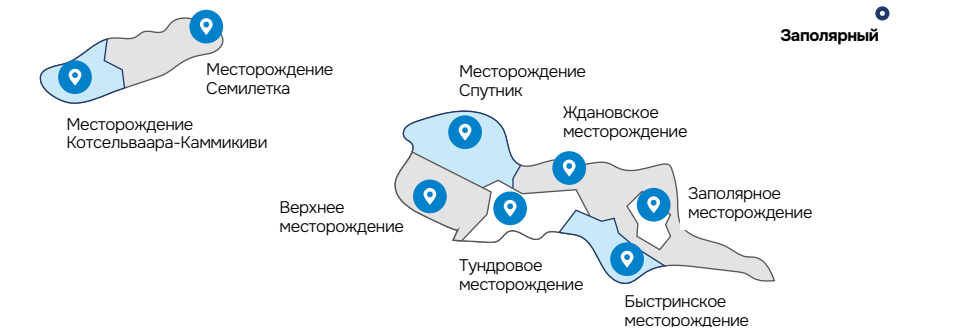 Заполярный
Месторождение
Семилетка
Месторождение
Спутник
Ждановское
месторождение
Месторождение
Котсельваара-Каммикиви
Заполярное
месторождение
Верхнее
месторождение
Тундровое
месторождение
Быстринское
месторождение